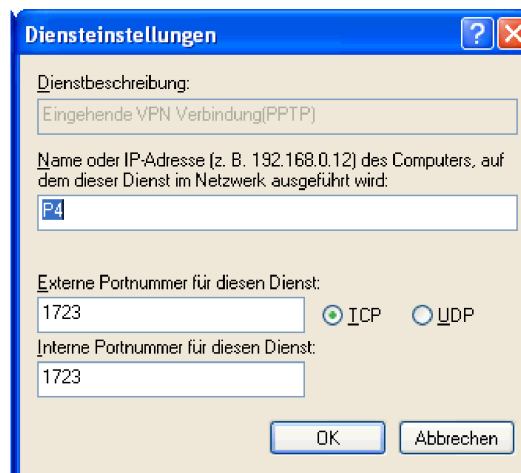 Diensteinstellungen
Dienstbeschreibung:
Eingehende VPN Verbindung(PPTP)
Name oder IP-Adresse (z. B. 192.168.0.12) des Computers, auf
dem dieser Dienst im Netzwerk ausgeführt wird:
P4
Externe Portnummer für diesen Dienst:
1723
TCP
UDP
Interne Portnummer für diesen Dienst:
1723
OK
Abbrechen